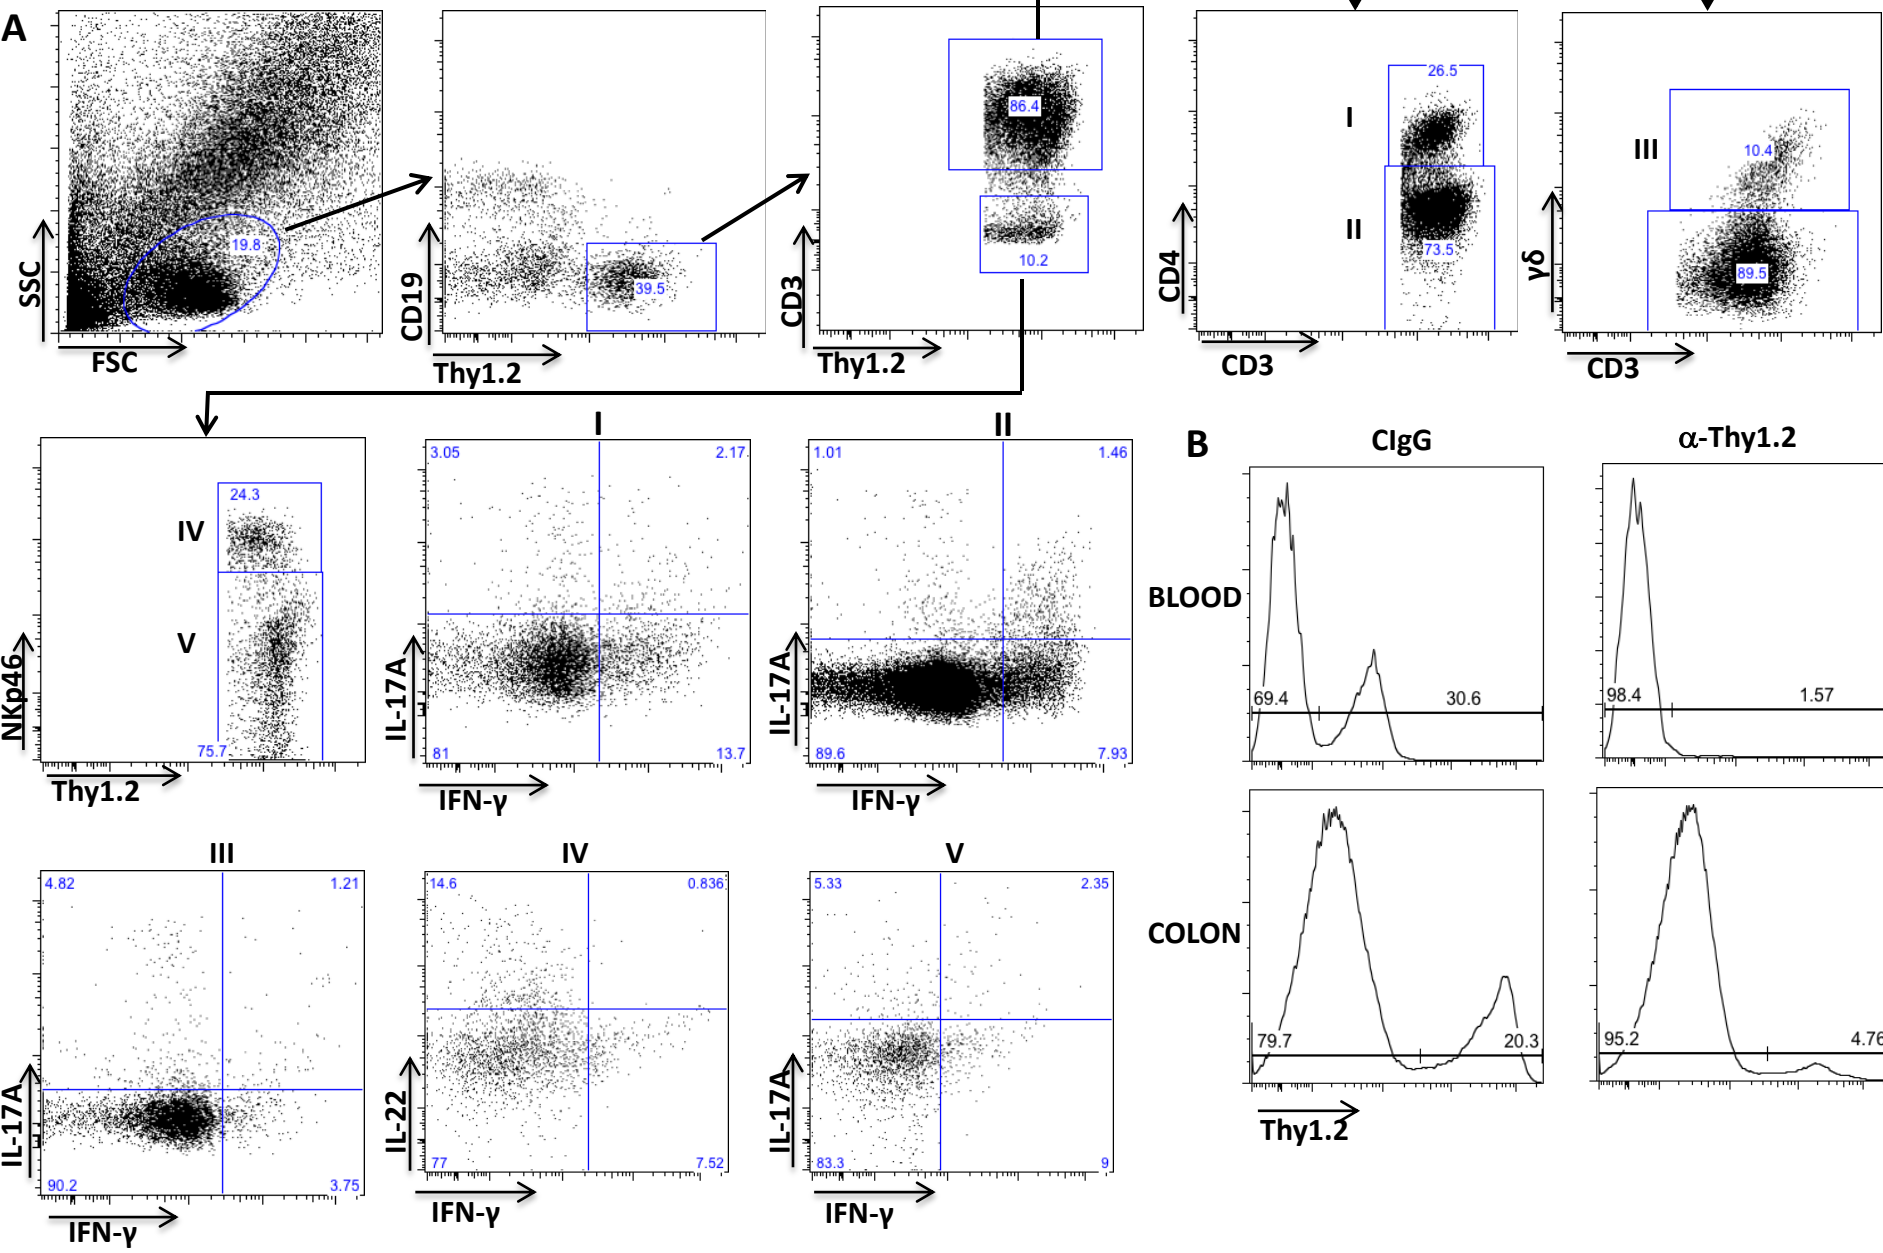 A
SSC
19.8
FSC
CD19
39.5
Thy1.2
CD3
86.4
10.2
Thy1.2
CD4
I
II
26.5
73.5
CD3
γδ
III
10.4
89.5
CD3
NKp46
IV
V
24.3
75.7
Thy1.2
I
3.05
2.17
IL-17A
81
13.7
IFN-γ
II
1.01
1.46
IL-17A
89.6
7.93
IFN-γ
III
4.82
1.21
IL-17A
90.2
3.75
IFN-γ
IV
14.6
0.836
IL-22
77
7.52
IFN-γ
V
5.33
2.35
IL-17A
83.3
9
IFN-γ
B
CIgG
α-Thy1.2
BLOOD
69.4
30.6
98.4
1.57
COLON
79.7
20.3
95.2
4.76
Thy1.2